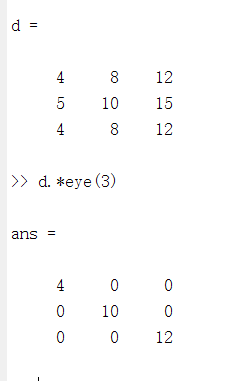 d =
4 8 12
5 10 15
4 8 12
>> d.*eye(3)
ans =
4 0 0
0 10 0
0 0 12